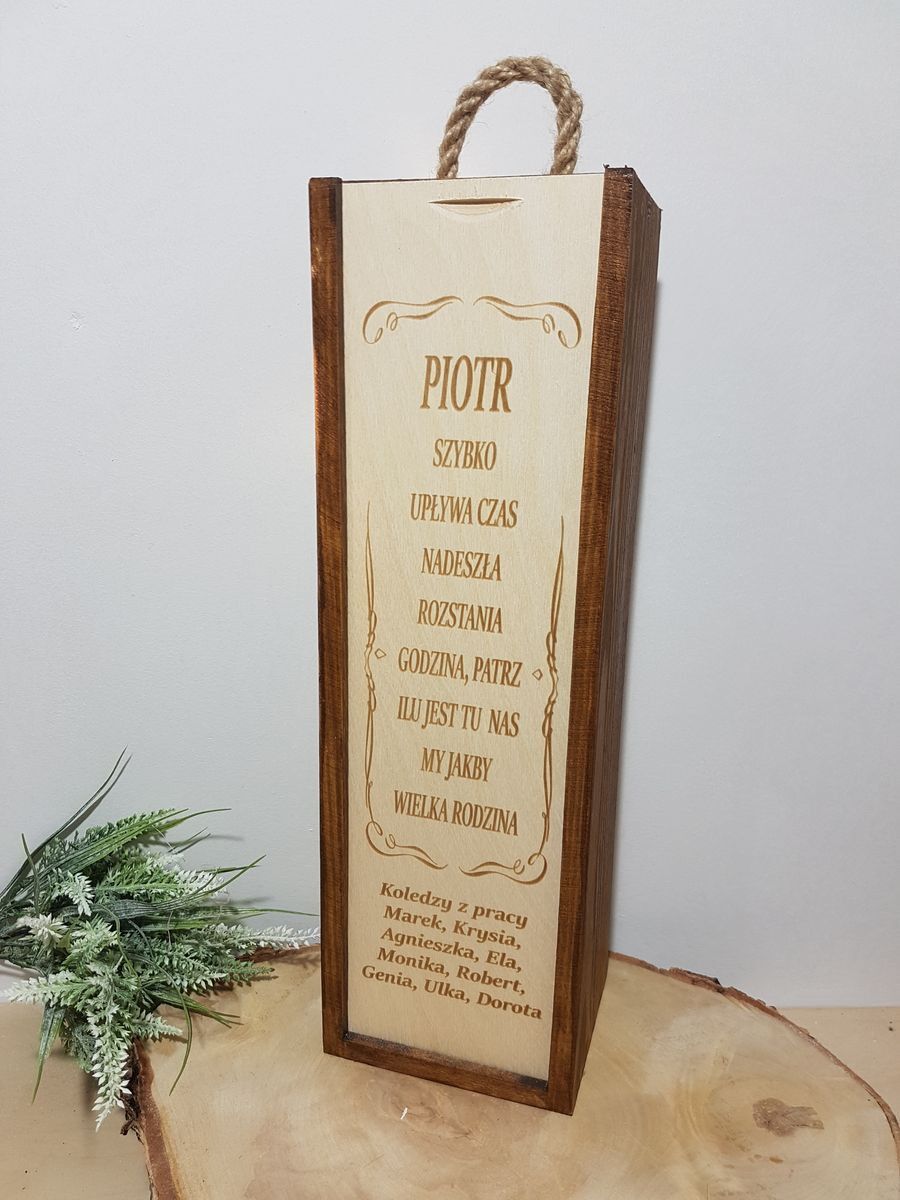 PIOTR
SZYBKO
UPŁYWA CZAS
NADESZŁA
ROZSTANIA
GODZINA, PATRZ
ILU JEST TU NAS
MY JAKBY
WIELKA RODZINA
Koledzy z pracy
Marek, Krysia,
Agnieszka, Ela,
Monika, Robert,
Genia, Ulka, Dorota